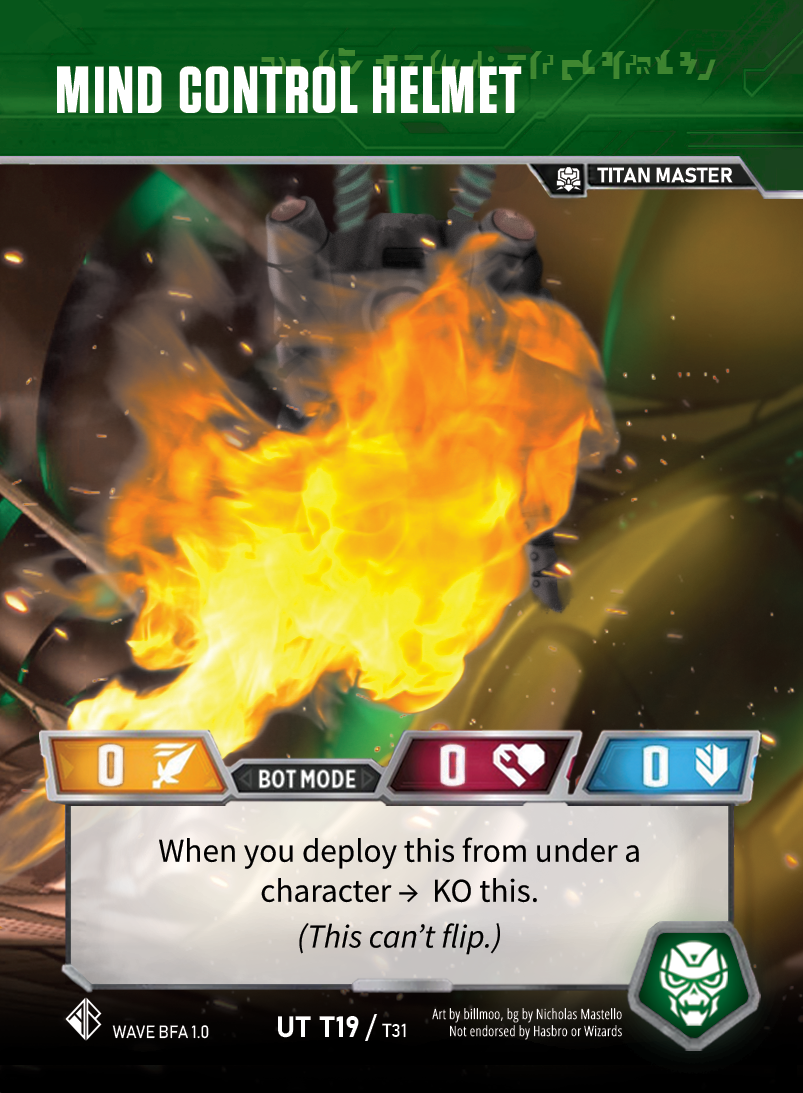 MIND CONTROL HELMET
TITAN MASTER
0
BOT MODE
0
0
When you deploy this from under a
character → KO this.
(This can't flip.)
WAVE BFA 1.0
UT T19 / T31
Art by billmoo, bg by Nicholas Mastello
Not endorsed by Hasbro or Wizards